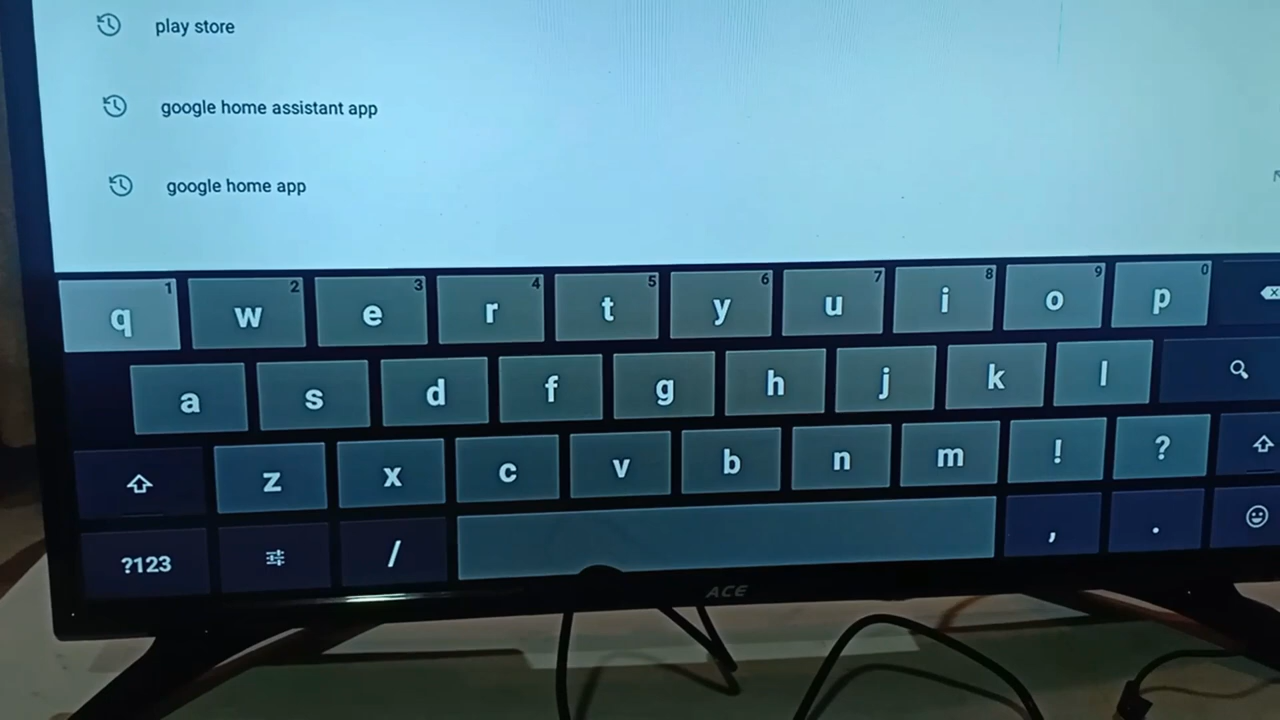 play store
google home assistant app
google home app
q 1 w 2 e 3 r 4 t 5 y 6 u 7 i 8 o 9 p 0
a s d f g h j k l
z x c v b n m ! ?
?123 / , .
ACE